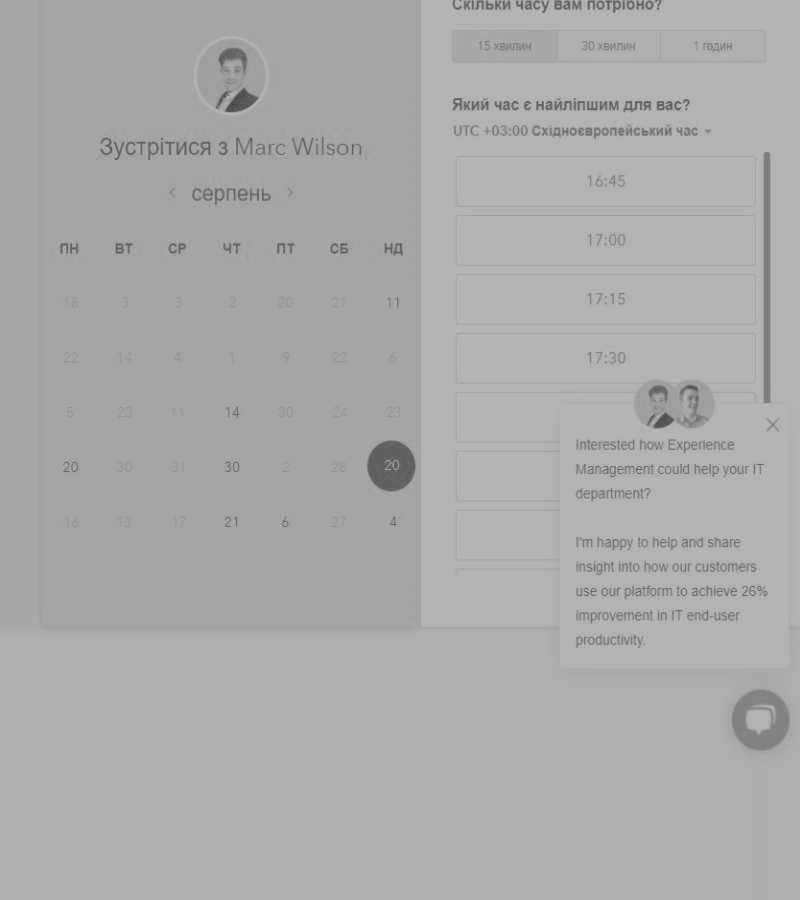 Зустрітися з Marc Wilson
серпень
ПН ВТ СР ЧТ ПТ СБ НД
18 3 3 2 20 21 11
22 14 4 1 9 22 6
5 23 11 14 30 24 23
20 30 31 30 2 28 20
16 13 17 21 6 27 4
Скільки часу вам потрібно?
15 хвилин 30 хвилин 1 годин
Який час є найліпшим для вас?
UTC +03:00 Східноєвропейський час
16:45
17:00
17:15
17:30
Interested how Experience
Management could help your IT
department?
I'm happy to help and share
insight into how our customers
use our platform to achieve 26%
improvement in IT end-user
productivity.